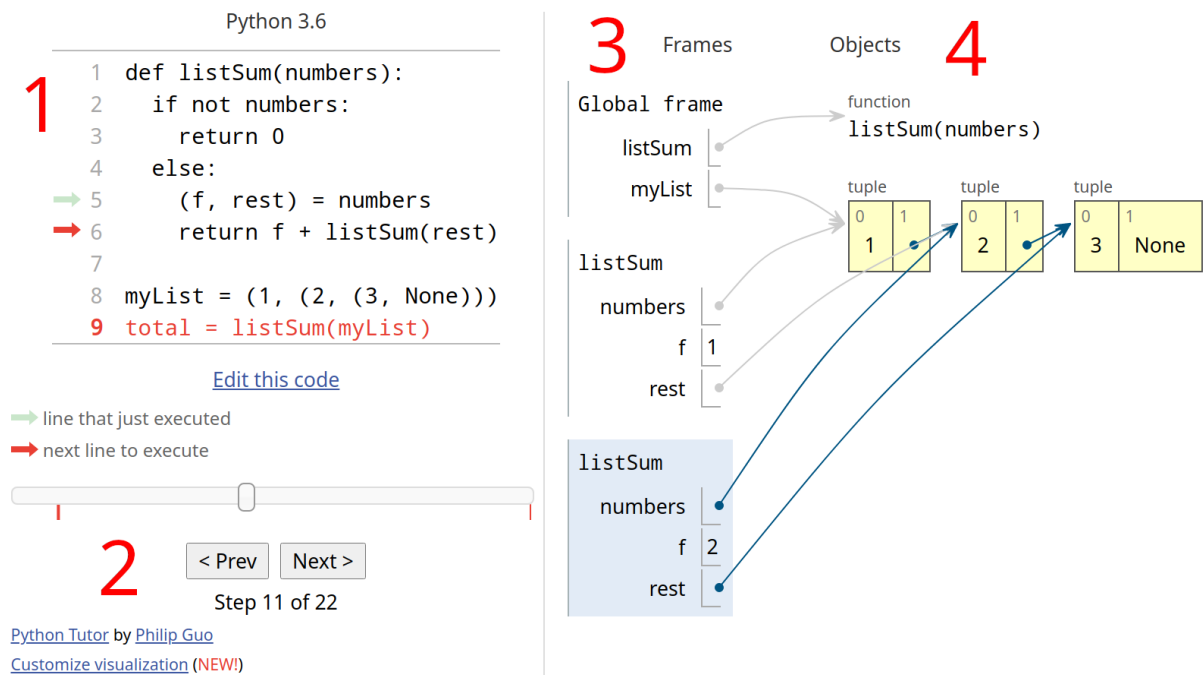 Python 3.6
1
1 def listSum(numbers):
2   if not numbers:
3     return 0
4   else:
5     (f, rest) = numbers
6     return f + listSum(rest)
7
8 myList = (1, (2, (3, None)))
9 total = listSum(myList)
Edit this code
line that just executed
next line to execute
2
< Prev Next >
Step 11 of 22
Python Tutor by Philip Guo
Customize visualization (NEW!)
3 Frames Objects 4
Global frame
listSum
myList
function
listSum(numbers)
tuple tuple tuple
0 1 0 1 0 1
1 2 3 None
listSum
numbers
f 1
rest
listSum
numbers
f 2
rest